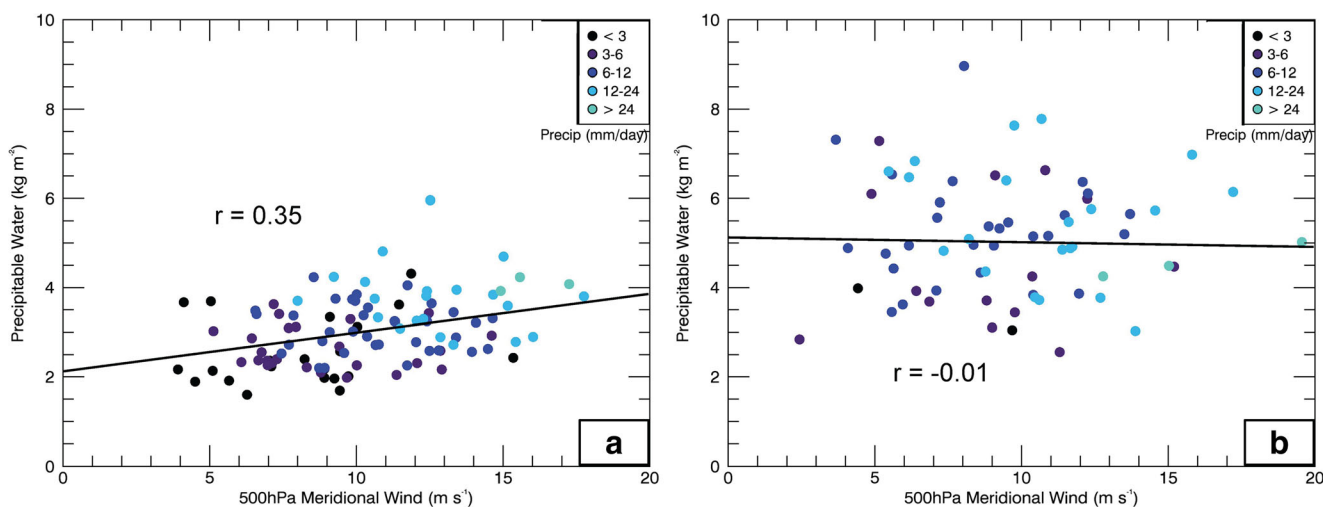 10
8
6
4
2
0
Precipitable Water (kg m⁻²)
< 3
3-6
6-12
12-24
> 24
Precip (mm/day)
r = 0.35
a
0 5 10 15 20
500hPa Meridional Wind (m s⁻¹)
10
8
6
4
2
0
Precipitable Water (kg m⁻²)
< 3
3-6
6-12
12-24
> 24
Precip (mm/day)
r = -0.01
b
0 5 10 15 20
500hPa Meridional Wind (m s⁻¹)